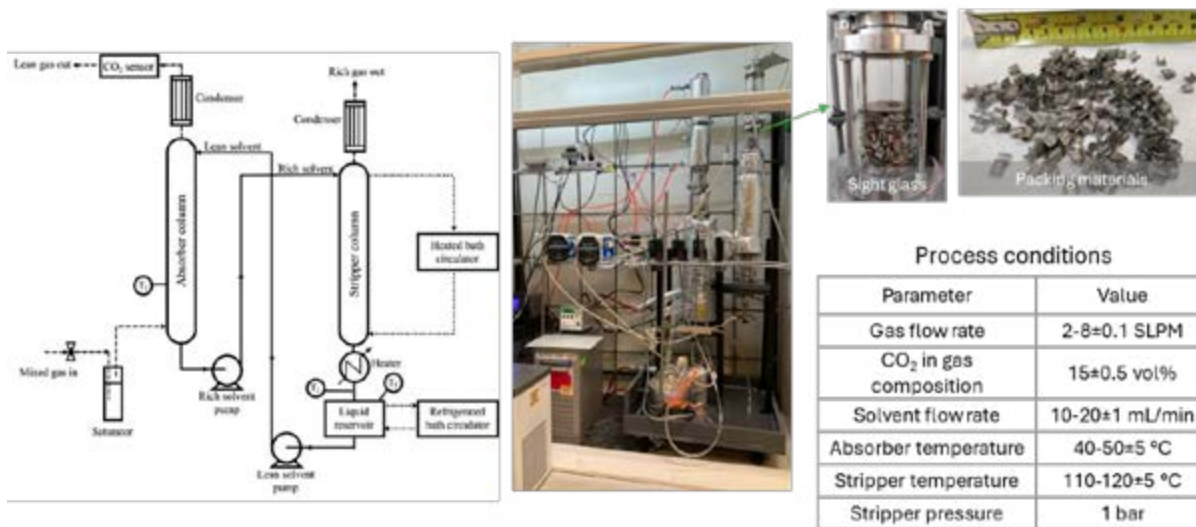 Lean gas out
CO₂ sensor
Rich gas out
Condenser
Condenser
Lean solvent
Rich solvent
Absorber column
Stripper column
Heated bath
circulator
T₁
Mixed gas in
Saturator
Rich solvent
pump
Heater
Liquid
reservoir
Refrigerated
bath circulator
Lean solvent
pump
Sight glass
Packing materials
Process conditions
Parameter Value
Gas flow rate 2-8±0.1 SLPM
CO₂ in gas
composition 15±0.5 vol%
Solvent flow rate 10-20±1 mL/min
Absorber temperature 40-50±5 °C
Stripper temperature 110-120±5 °C
Stripper pressure 1 bar